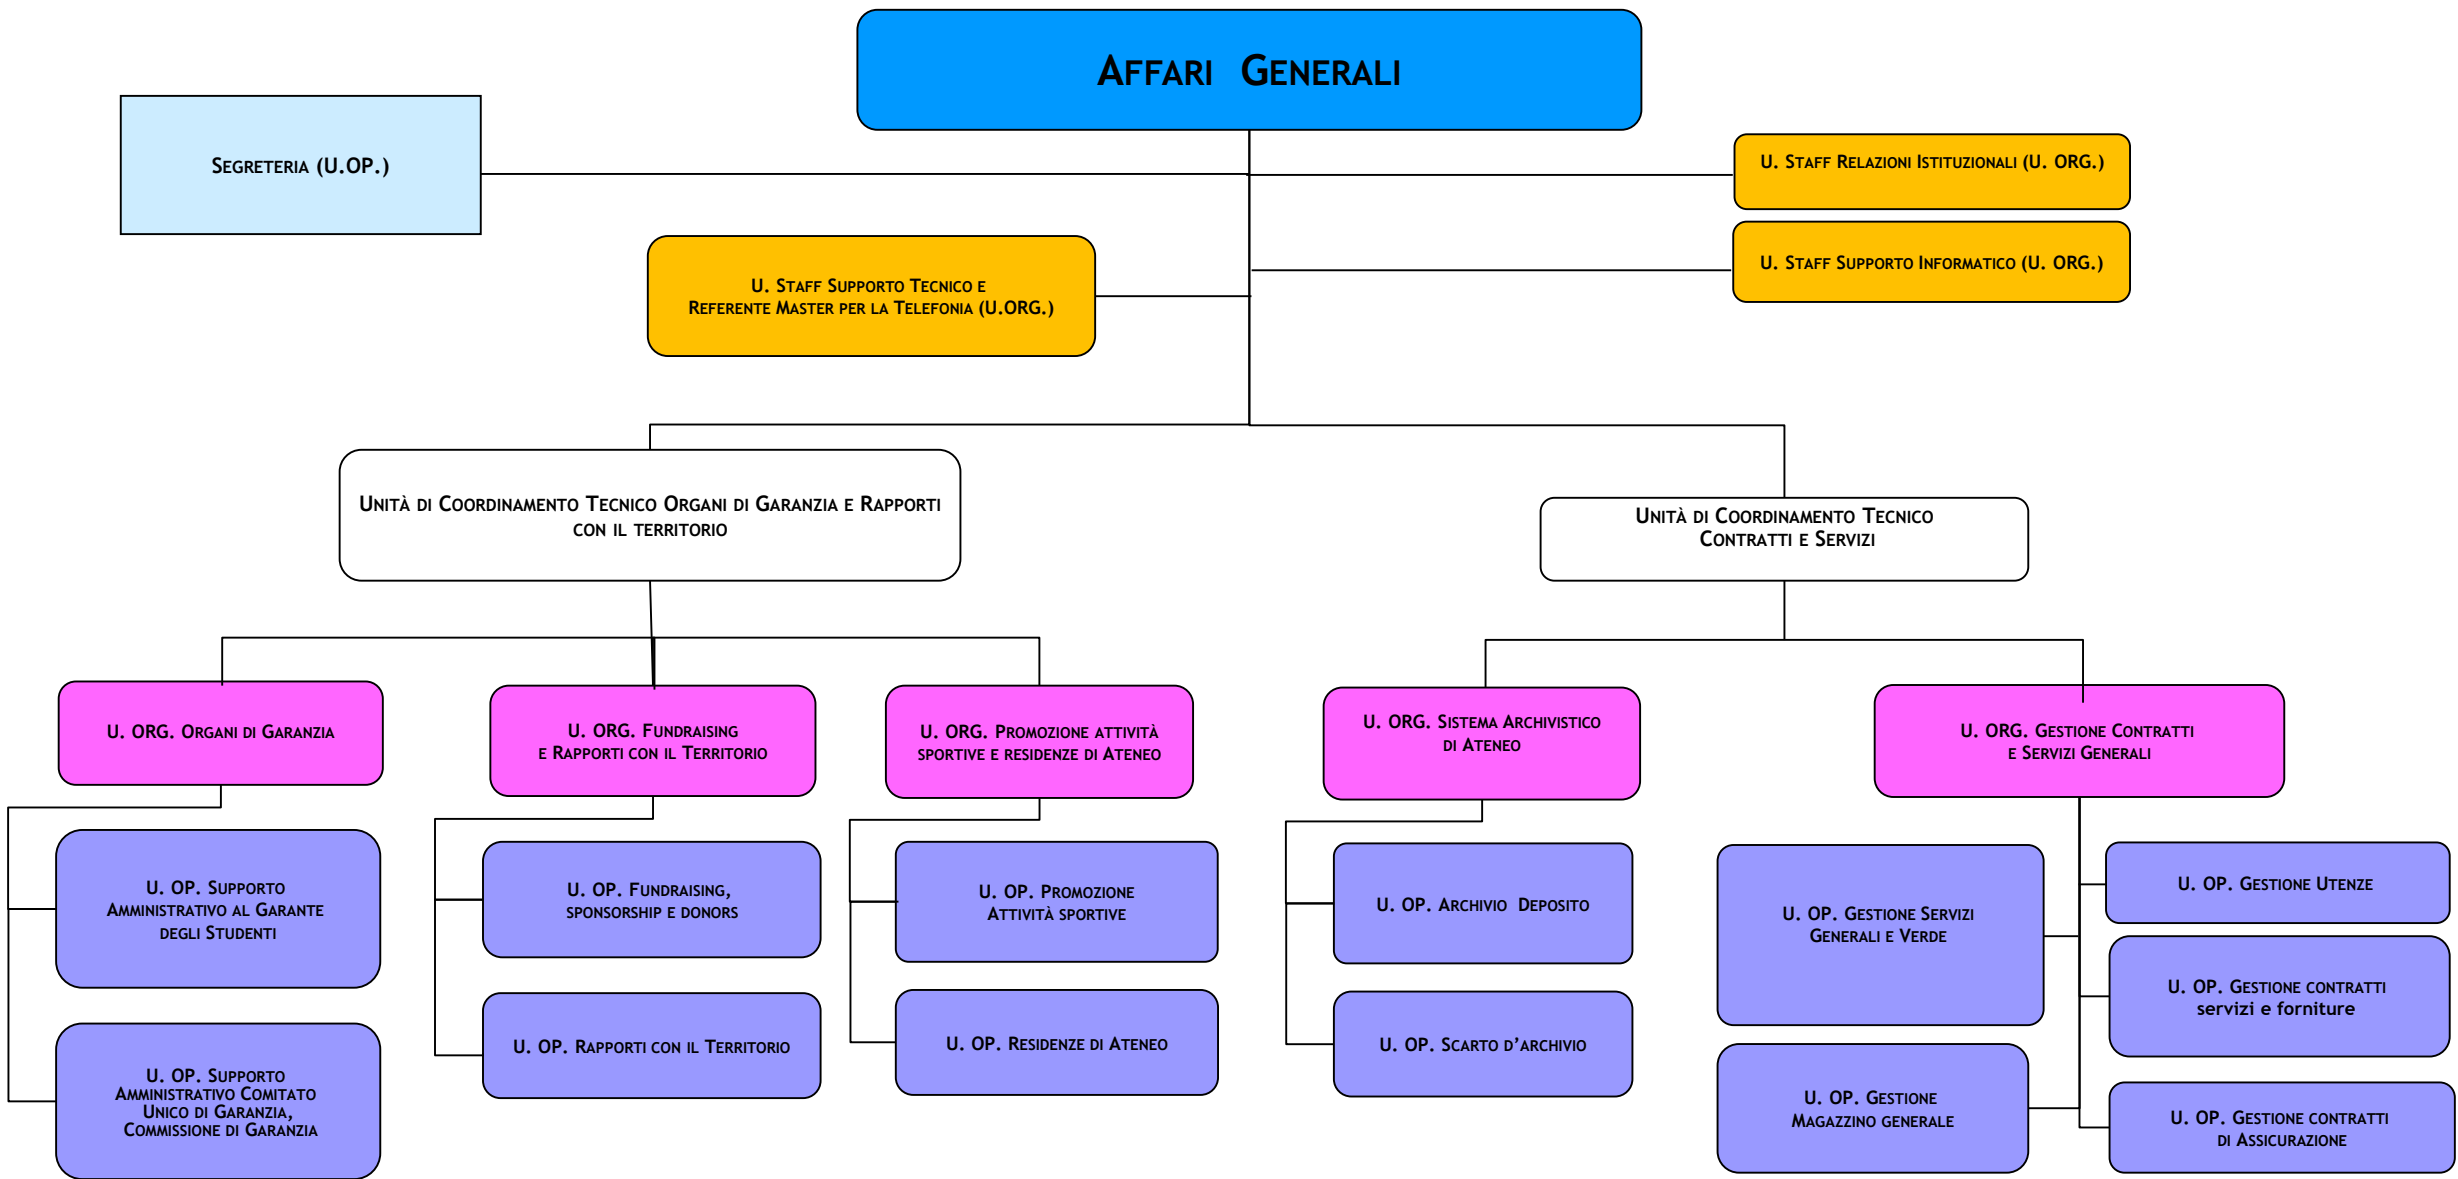 AFFARI GENERALI
SEGRETERIA (U.OP.)
U. STAFF RELAZIONI ISTITUZIONALI (U. ORG.)
U. STAFF SUPPORTO INFORMATICO (U. ORG.)
U. STAFF SUPPORTO TECNICO E
REFERENTE MASTER PER LA TELEFONIA (U.ORG.)
UNITÀ DI COORDINAMENTO TECNICO ORGANI DI GARANZIA E RAPPORTI
CON IL TERRITORIO
UNITÀ DI COORDINAMENTO TECNICO
CONTRATTI E SERVIZI
U. ORG. ORGANI DI GARANZIA
U. ORG. FUNDRAISING
E RAPPORTI CON IL TERRITORIO
U. ORG. PROMOZIONE ATTIVITÀ
SPORTIVE E RESIDENZE DI ATENEO
U. ORG. SISTEMA ARCHIVISTICO
DI ATENEO
U. ORG. GESTIONE CONTRATTI
E SERVIZI GENERALI
U. OP. SUPPORTO
AMMINISTRATIVO AL GARANTE
DEGLI STUDENTI
U. OP. FUNDRAISING,
SPONSORSHIP E DONORS
U. OP. PROMOZIONE
ATTIVITÀ SPORTIVE
U. OP. ARCHIVIO DEPOSITO
U. OP. GESTIONE SERVIZI
GENERALI E VERDE
U. OP. GESTIONE UTENZE
U. OP. GESTIONE CONTRATTI
servizi e forniture
U. OP. SUPPORTO
AMMINISTRATIVO COMITATO
UNICO DI GARANZIA,
COMMISSIONE DI GARANZIA
U. OP. RAPPORTI CON IL TERRITORIO
U. OP. RESIDENZE DI ATENEO
U. OP. SCARTO D'ARCHIVIO
U. OP. GESTIONE
MAGAZZINO GENERALE
U. OP. GESTIONE CONTRATTI
DI ASSICURAZIONE